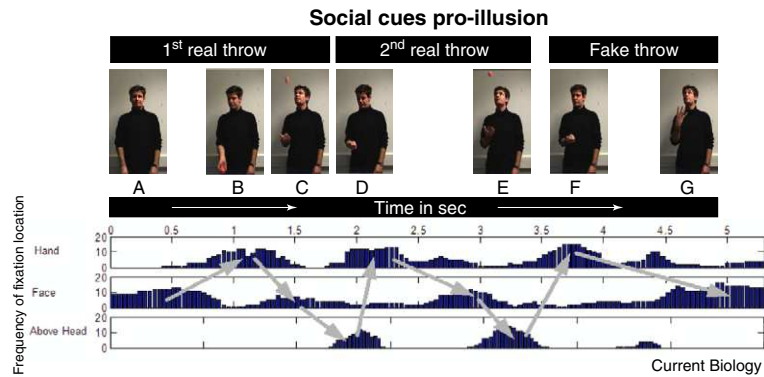 Social cues pro-illusion
1st real throw 2nd real throw Fake throw
A B C D E F G
Time in sec
0 0.5 1 1.5 2 2.5 3 3.5 4 4.5 5
Frequency of fixation location
Hand
20
10
0
Face
20
10
0
Above Head
20
10
0
Current Biology